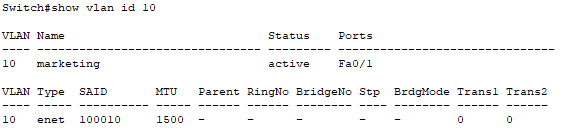 Switch#show vlan id 10
VLAN Name                             Status    Ports
---- -------------------------------- --------- -------------------------------
10   marketing                        active    Fa0/1
VLAN Type  SAID       MTU   Parent RingNo BridgeNo Stp  BrdgMode Trans1 Trans2
---- ----- ---------- ----- ------ ------ -------- ---- -------- ------ ------
10   enet  100010     1500  -      -      -        -    -        0      0